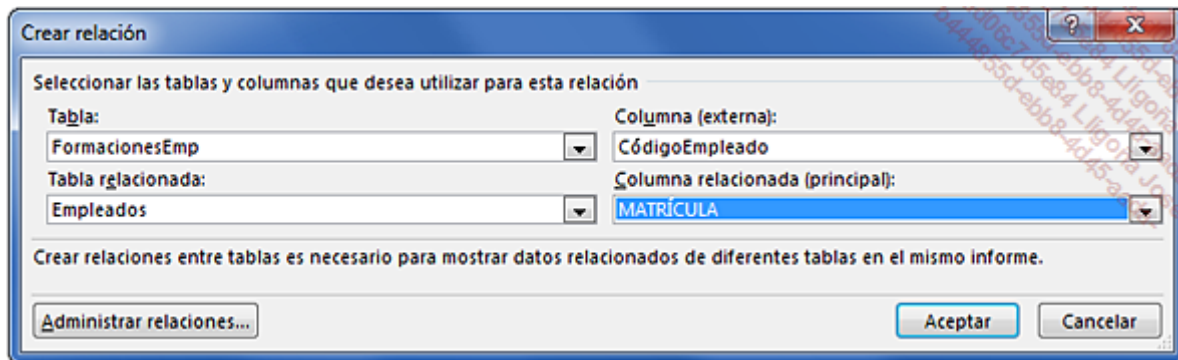 Crear relación
Seleccionar las tablas y columnas que desea utilizar para esta relación
Tabla:
Columna (externa):
FormacionesEmp
CódigoEmpleado
Tabla relacionada:
Columna relacionada (principal):
Empleados
MATRÍCULA
Crear relaciones entre tablas es necesario para mostrar datos relacionados de diferentes tablas en el mismo informe.
Administrar relaciones...
Aceptar
Cancelar